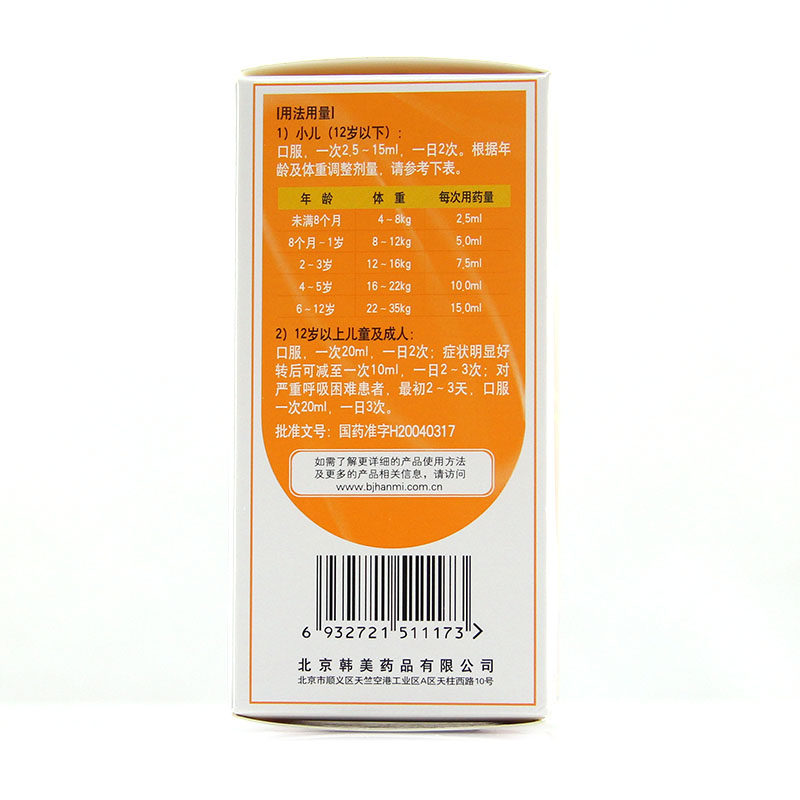 [用法用量]
1）小儿（12岁以下）：
口服，一次2.5～15ml，一日2次。根据年
龄及体重调整剂量，请参考下表。
年 龄 体 重 每次用药量
未满8个月 4～8kg 2.5ml
8个月～1岁 8～12kg 5.0ml
2～3岁 12～16kg 7.5ml
4～5岁 16～22kg 10.0ml
6～12岁 22～35kg 15.0ml
2）12岁以上儿童及成人：
口服，一次20ml，一日2次；症状明显好
转后可减至一次10ml，一日2～3次；对
严重呼吸困难患者，最初2～3天，口服
一次20ml，一日3次。
批准文号：国药准字H20040317
如需了解更详细的产品使用方法
及更多的产品相关信息，请访问
www.bjhanmi.com.cn
6 932721 511173 >
北京韩美药品有限公司
北京市顺义区天竺空港工业区A区天柱西路10号